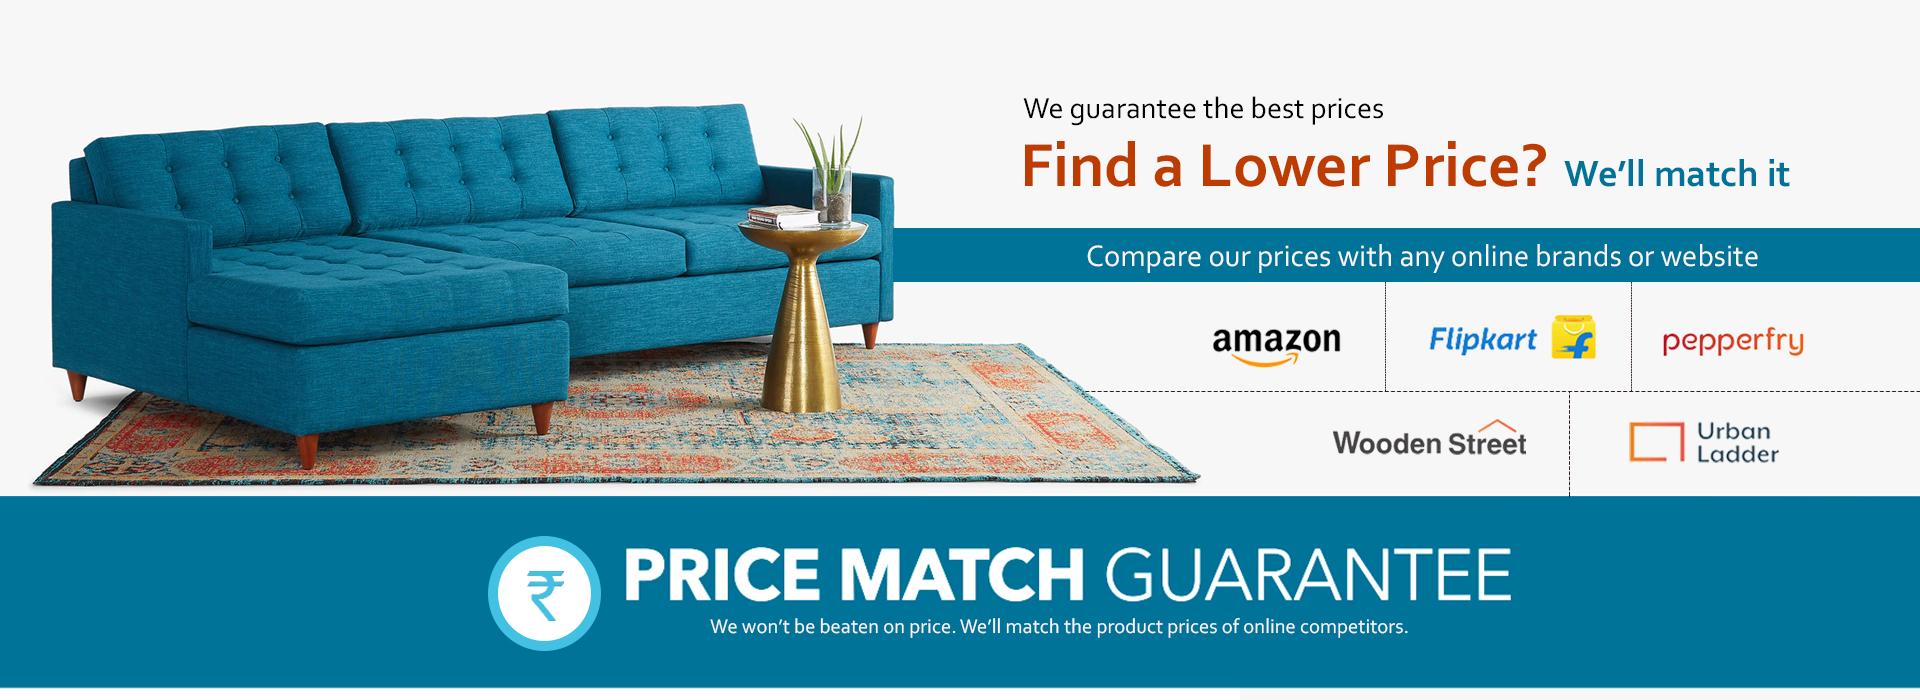 We guarantee the best prices
Find a Lower Price? We'll match it
Compare our prices with any online brands or website
amazon
Flipkart
pepperfry
Wooden Street
Urban
Ladder
₹
PRICE MATCH GUARANTEE
We won't be beaten on price. We'll match the product prices of online competitors.